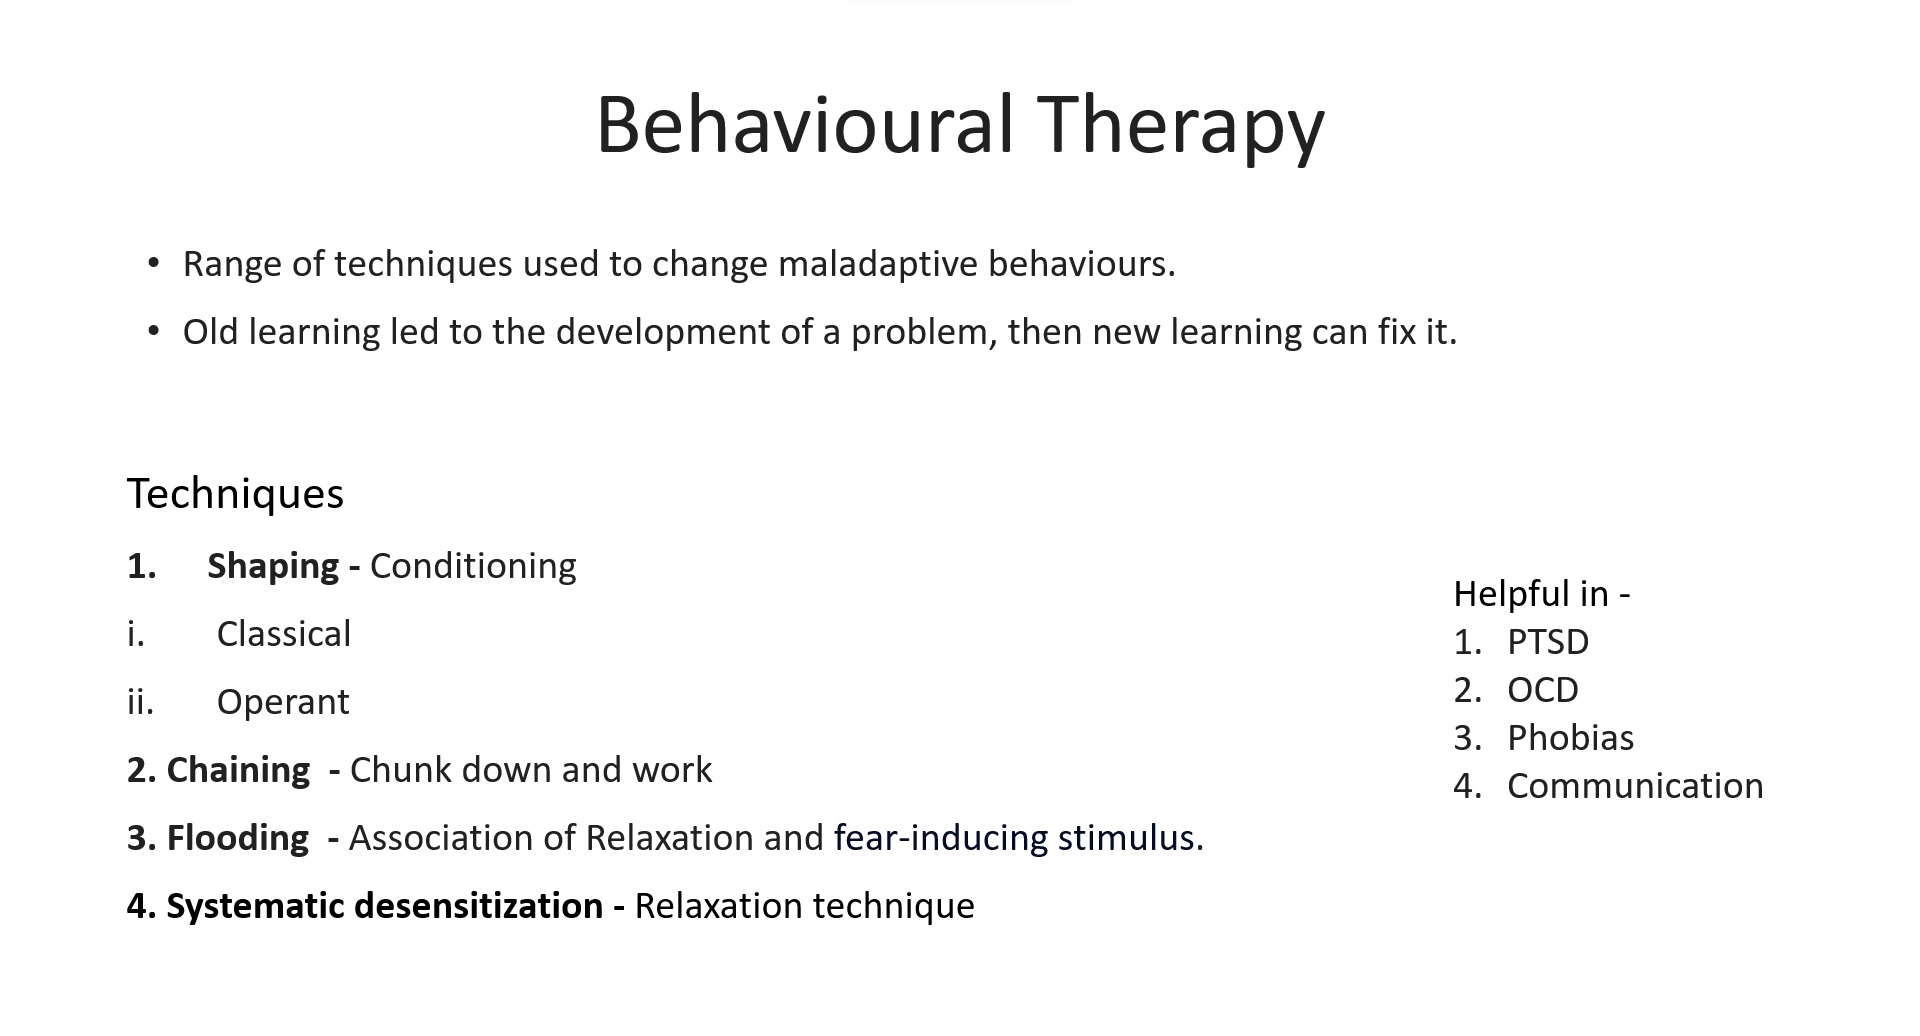 Behavioural Therapy
• Range of techniques used to change maladaptive behaviours.
• Old learning led to the development of a problem, then new learning can fix it.
Techniques
1. Shaping - Conditioning
i. Classical
ii. Operant
2. Chaining - Chunk down and work
3. Flooding - Association of Relaxation and fear-inducing stimulus.
4. Systematic desensitization - Relaxation technique
Helpful in -
1. PTSD
2. OCD
3. Phobias
4. Communication